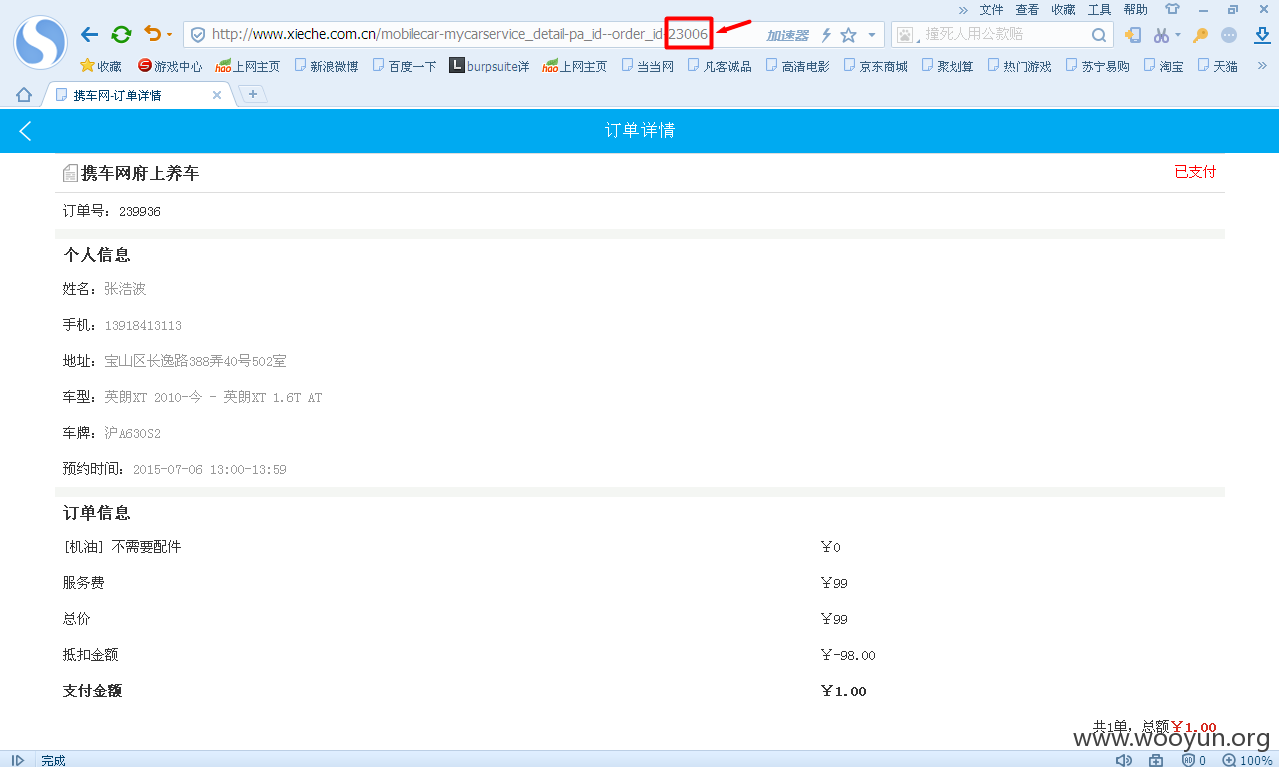 » 文件 查看 收藏 工具 帮助
http://www.xieche.com.cn/mobilecar-mycarservice_detail-pa_id--order_id-23006 加速器 撞死人用公款赔
收藏 游戏中心 上网主页 新浪微博 百度一下 burpsuite详 上网主页 当当网 凡客诚品 高清电影 京东商城 聚划算 热门游戏 苏宁易购 淘宝 天猫 »
携车网-订单详情
订单详情
携车网府上养车 已支付
订单号：239936
个人信息
姓名：张浩波
手机：13918413113
地址：宝山区长逸路388弄40号502室
车型：英朗XT 2010-今 - 英朗XT 1.6T AT
车牌：沪A630S2
预约时间：2015-07-06 13:00-13:59
订单信息
[机油] 不需要配件 ￥0
服务费 ￥99
总价 ￥99
抵扣金额 ￥-98.00
支付金额 ￥1.00
共1单，总额￥1.00
www.wooyun.org
完成 0 100%